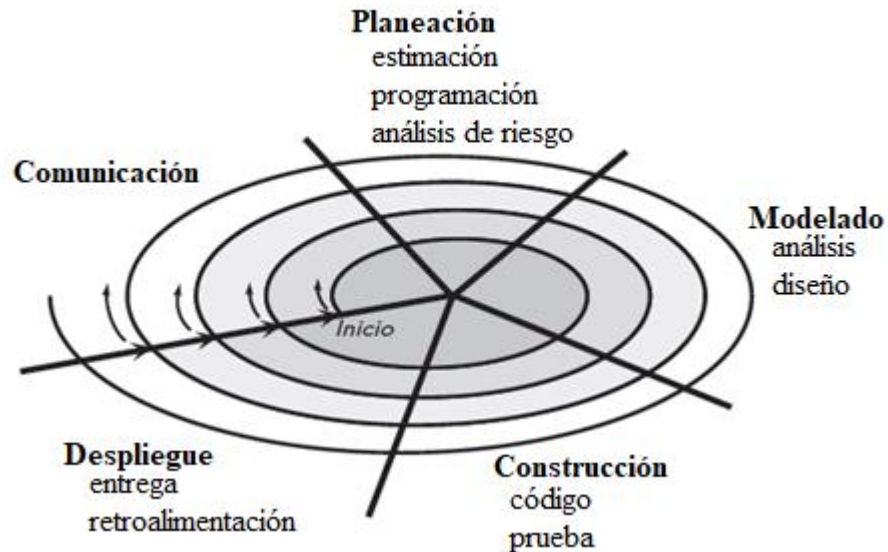 Planeación
estimación
programación
análisis de riesgo
Comunicación
Modelado
análisis
diseño
Inicio
Despliegue
entrega
retroalimentación
Construcción
código
prueba